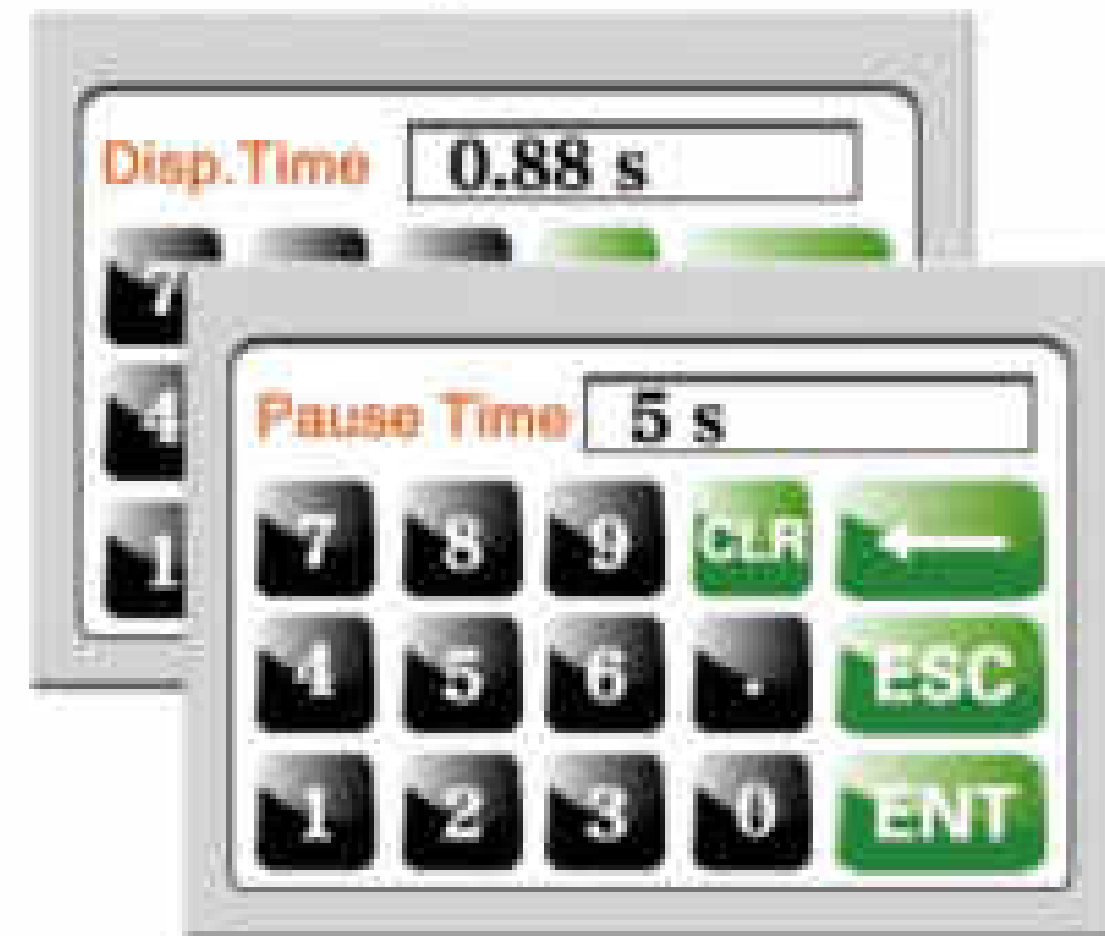 Disp.Time 0.88 s
7
4
1
Pause Time 5 s
7 8 9 CLR ←
4 5 6 . ESC
1 2 3 0 ENT